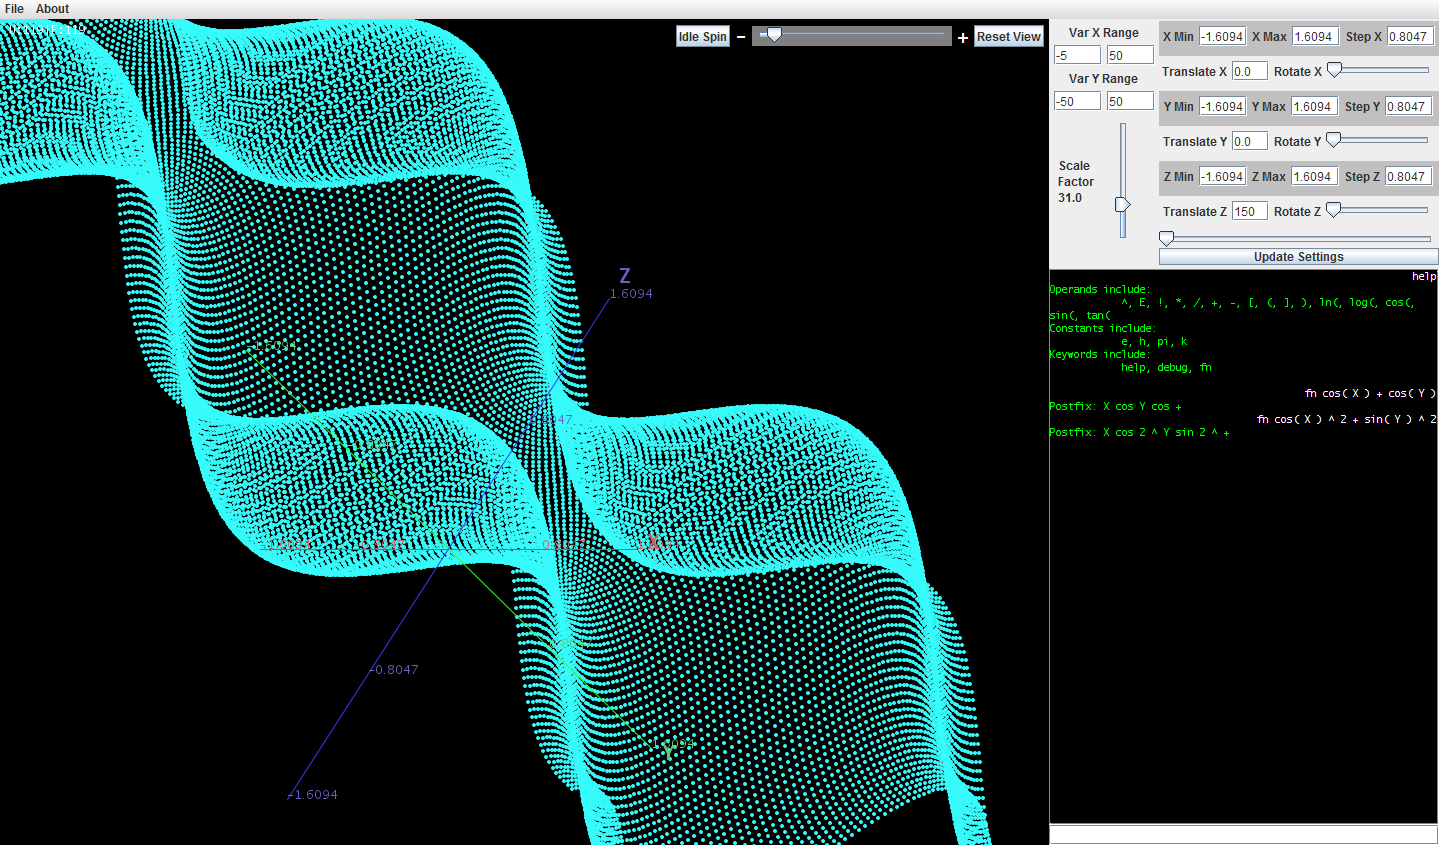 File About
Idle Spin - + Reset View
Var X Range
-5 50
Var Y Range
-50 50
Scale
Factor
31.0
X Min -1.6094 X Max 1.6094 Step X 0.8047
Translate X 0.0 Rotate X
Y Min -1.6094 Y Max 1.6094 Step Y 0.8047
Translate Y 0.0 Rotate Y
Z Min -1.6094 Z Max 1.6094 Step Z 0.8047
Translate Z 150 Rotate Z
Update Settings
help
Operands include:
^, E, !, *, /, +, -, [, (, ], ), ln(, log(, cos(,
sin(, tan(
Constants include:
e, h, pi, k
Keywords include:
help, debug, fn
fn cos( X ) + cos( Y )
Postfix: X cos Y cos +
fn cos( X ) ^ 2 + sin( Y ) ^ 2
Postfix: X cos 2 ^ Y sin 2 ^ +
Z
1.6094
-1.6094
X
-0.8047
Y
-1.6094